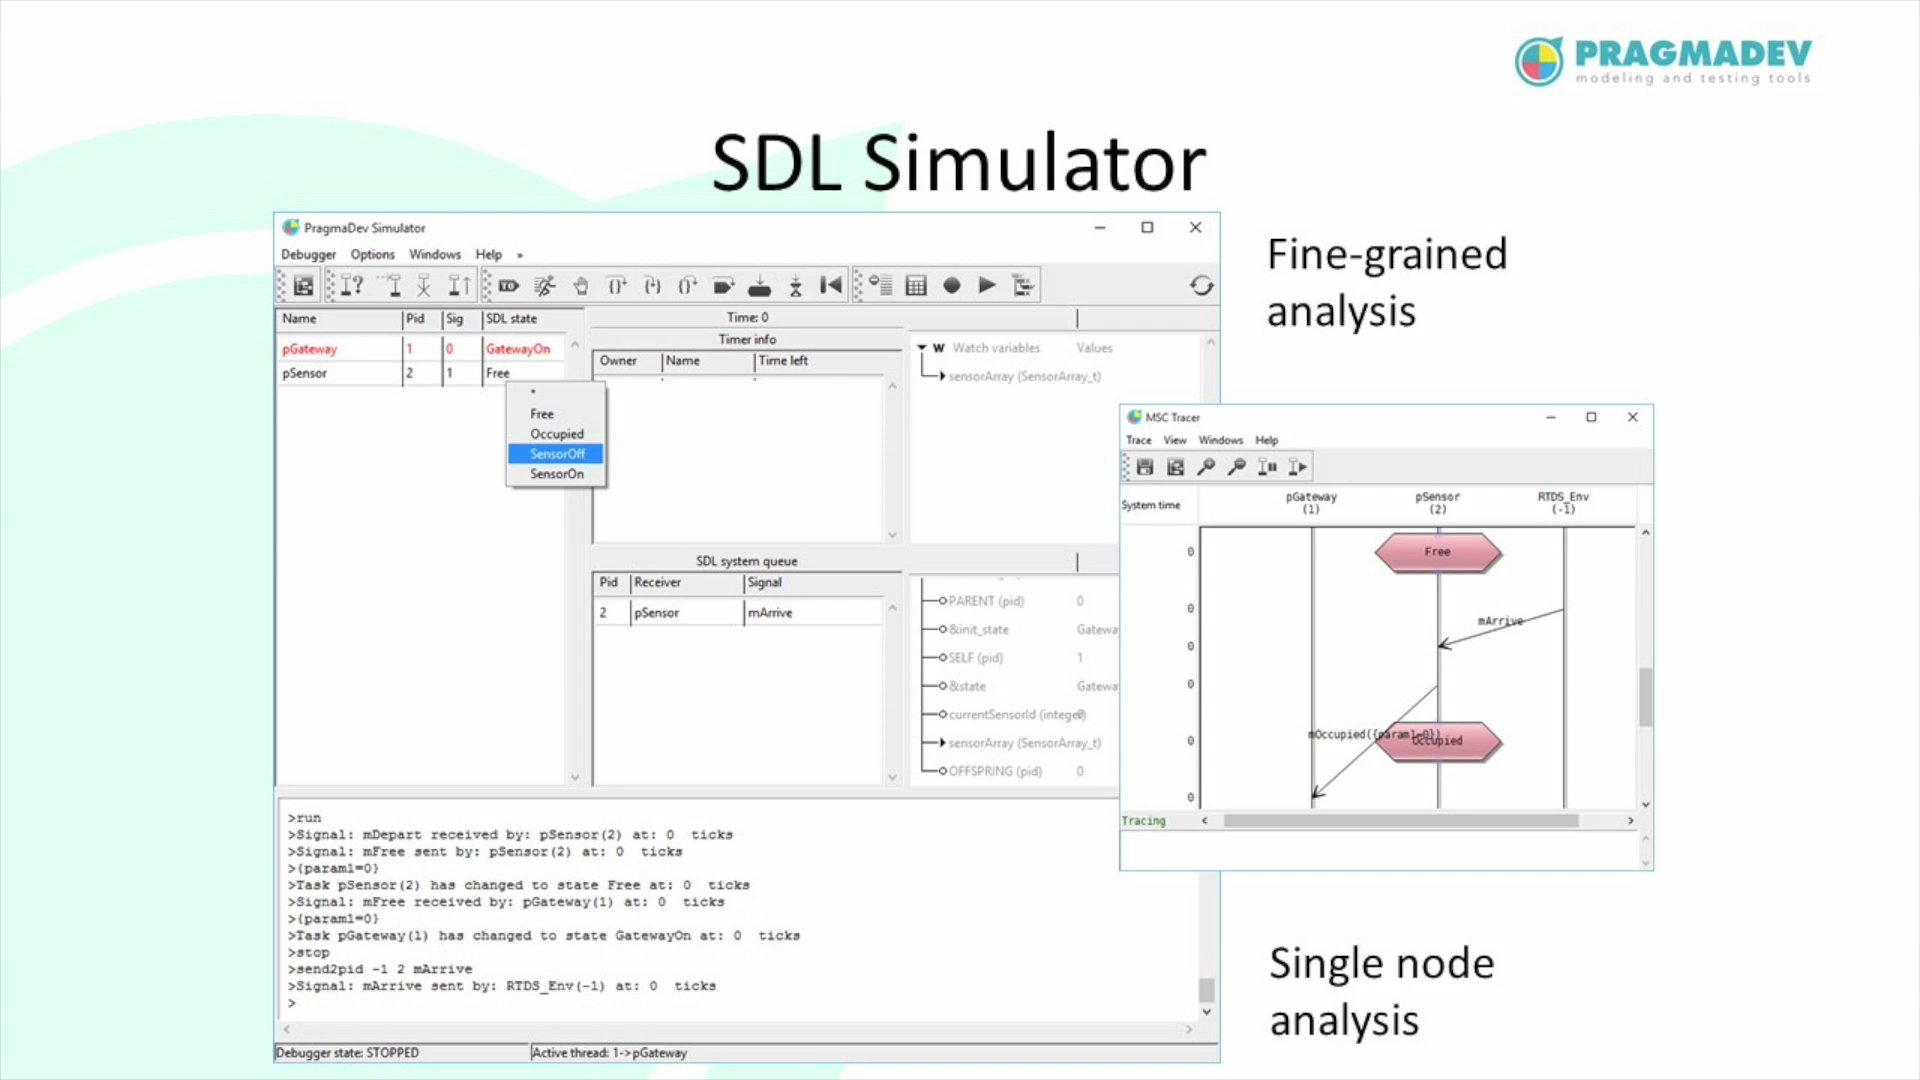 PRAGMADEV
modeling and testing tools
SDL Simulator
PragmaDev Simulator
Debugger Options Windows Help »
Name Pid Sig SDL state
pGateway 1 0 GatewayOn
pSensor 2 1 Free
*
Free
Occupied
SensorOff
SensorOn
Time: 0
Timer info
Owner Name Time left
W Watch variables Values
sensorArray (SensorArray_t)
SDL system queue
Pid Receiver Signal
2 pSensor mArrive
PARENT (pid) 0
&init_state Gatewa
SELF (pid) 1
&state Gatewa
currentSensorId (integer)
sensorArray (SensorArray_t)
OFFSPRING (pid) 0
>run
>Signal: mDepart received by: pSensor(2) at: 0 ticks
>Signal: mFree sent by: pSensor(2) at: 0 ticks
>{param1=0}
>Task pSensor(2) has changed to state Free at: 0 ticks
>Signal: mFree received by: pGateway(1) at: 0 ticks
>{param1=0}
>Task pGateway(1) has changed to state GatewayOn at: 0 ticks
>stop
>send2pid -1 2 mArrive
>Signal: mArrive sent by: RTDS_Env(-1) at: 0 ticks
>
Debugger state: STOPPED Active thread: 1->pGateway
Fine-grained
analysis
MSC Tracer
Trace View Windows Help
System time
pGateway pSensor RTDS_Env
(1) (2) (-1)
0 Free
0
mArrive
0
0
mOccupied({param1=0})
0 Occupied
0
Tracing
Single node
analysis